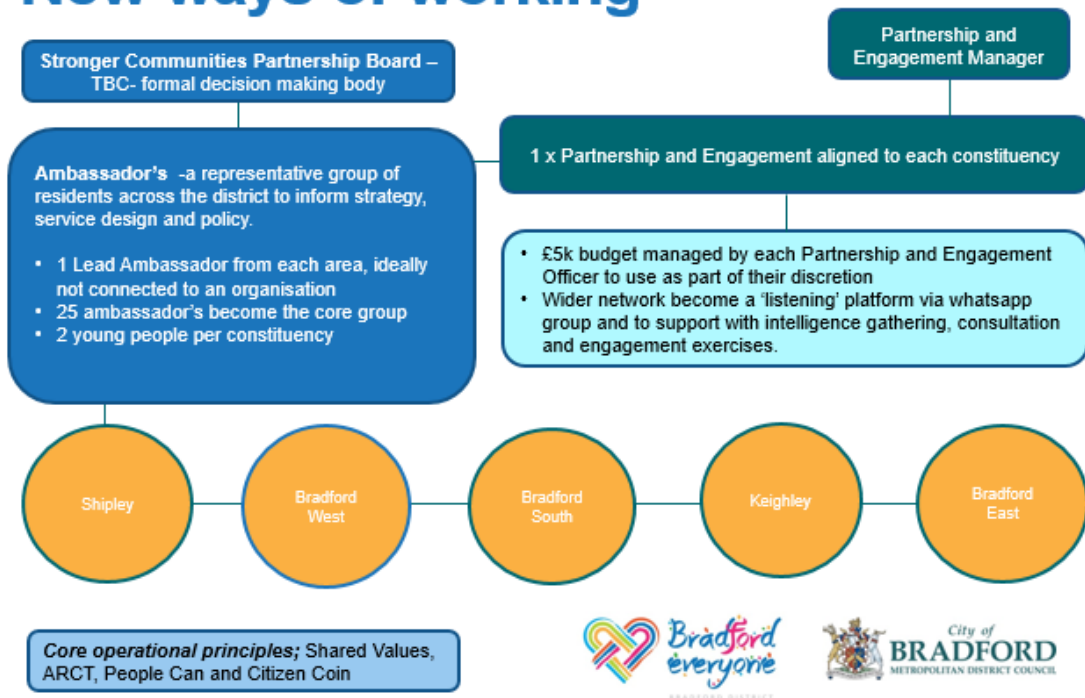 New ways of working
Stronger Communities Partnership Board –
TBC- formal decision making body
Partnership and
Engagement Manager
Ambassador's -a representative group of
residents across the district to inform strategy,
service design and policy.
• 1 Lead Ambassador from each area, ideally
not connected to an organisation
• 25 ambassador's become the core group
• 2 young people per constituency
1 x Partnership and Engagement aligned to each constituency
• £5k budget managed by each Partnership and Engagement
Officer to use as part of their discretion
• Wider network become a 'listening' platform via whatsapp
group and to support with intelligence gathering, consultation
and engagement exercises.
Shipley
Bradford
West
Bradford
South
Keighley
Bradford
East
Core operational principles; Shared Values,
ARCT, People Can and Citizen Coin
Bradford
everyone
BRADFORD DISTRICT
City of
BRADFORD
METROPOLITAN DISTRICT COUNCIL